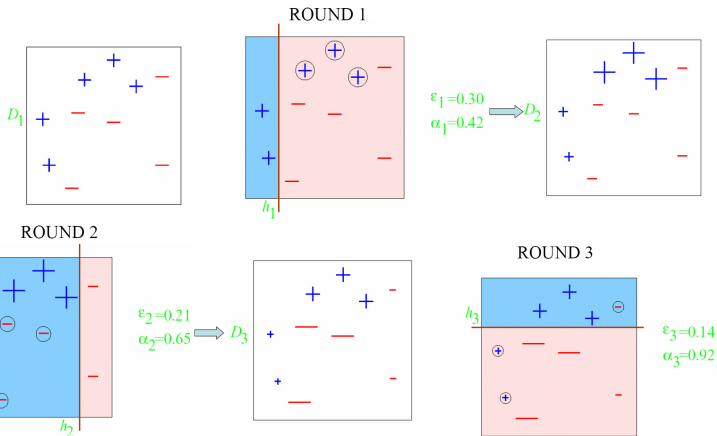 ROUND 1
D1
ε1=0.30
α1=0.42
D2
h1
ROUND 2
ROUND 3
ε2=0.21
α2=0.65
D3
h3
ε3=0.14
α3=0.92
h2